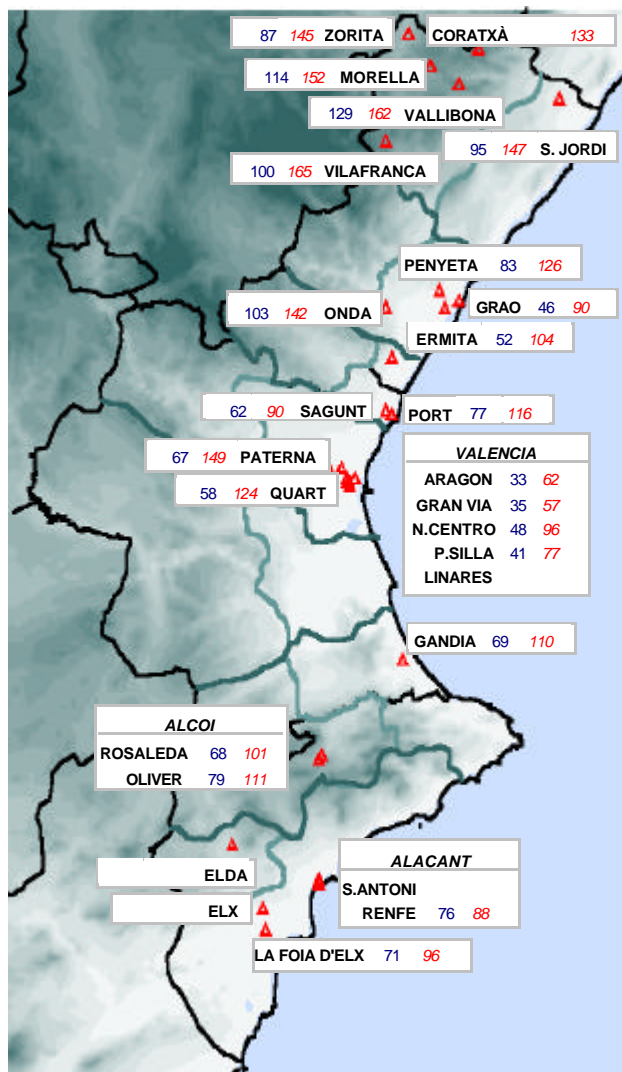 87 145 ZORITA
CORATXÀ 133
114 152 MORELLA
129 162 VALLIBONA
95 147 S. JORDI
100 165 VILAFRANCA
PENYETA 83 126
103 142 ONDA
GRAO 46 90
ERMITA 52 104
62 90 SAGUNT
PORT 77 116
67 149 PATERNA
58 124 QUART
VALENCIA
ARAGON 33 62
GRAN VIA 35 57
N.CENTRO 48 96
P.SILLA 41 77
LINARES
GANDIA 69 110
ALCOI
ROSALEDA 68 101
OLIVER 79 111
ELDA
ELX
ALACANT
S.ANTONI
RENFE 76 88
LA FOIA D'ELX 71 96